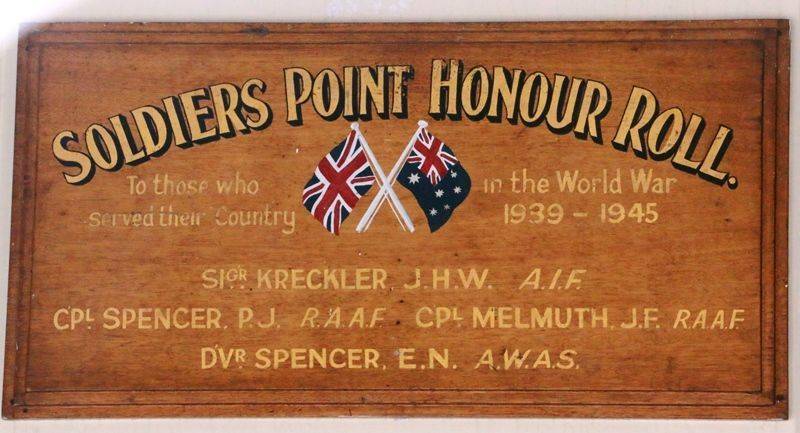 SOLDIERS POINT HONOUR ROLL.
To those who in the World War
served their Country 1939 - 1945
SIGR KRECKLER, J.H.W. A.I.F.
CPL SPENCER, P.J. R.A.A.F. CPL MELMUTH, J.F. R.A.A.F.
DVR SPENCER, E.N. A.W.A.S.